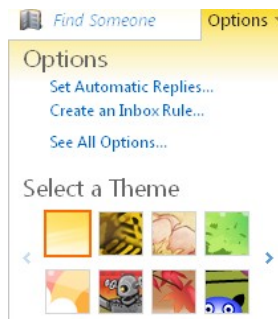 Find Someone
Options
Options
Set Automatic Replies...
Create an Inbox Rule...
See All Options...
Select a Theme